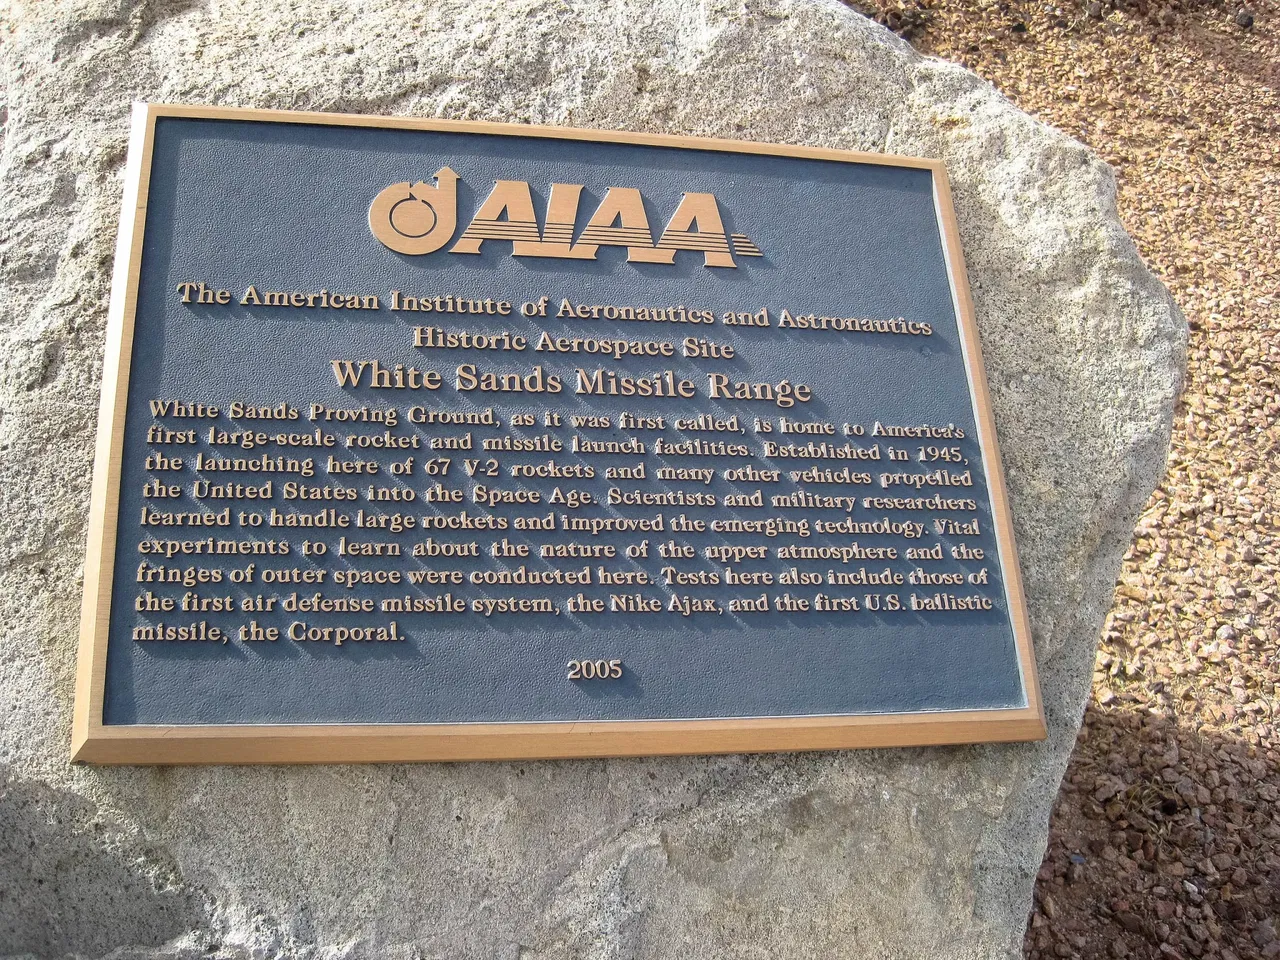 AIAA
The American Institute of Aeronautics and Astronautics
Historic Aerospace Site
White Sands Missile Range
White Sands Proving Ground, as it was first called, is home to America's
first large-scale rocket and missile launch facilities. Established in 1945,
the launching here of 67 V-2 rockets and many other vehicles propelled
the United States into the Space Age. Scientists and military researchers
learned to handle large rockets and improved the emerging technology. Vital
experiments to learn about the nature of the upper atmosphere and the
fringes of outer space were conducted here. Tests here also include those of
the first air defense missile system, the Nike Ajax, and the first U.S. ballistic
missile, the Corporal.
2005